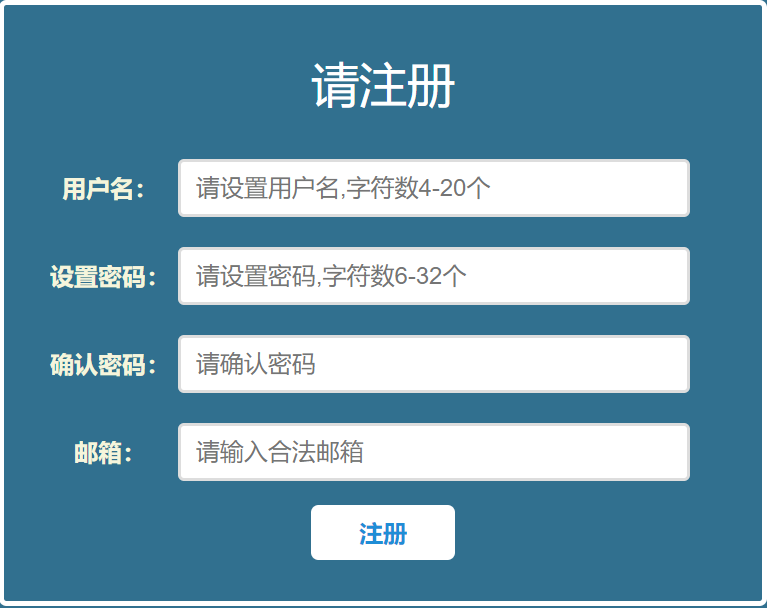 请注册
用户名： 请设置用户名,字符数4-20个
设置密码： 请设置密码,字符数6-32个
确认密码： 请确认密码
邮箱： 请输入合法邮箱
注册